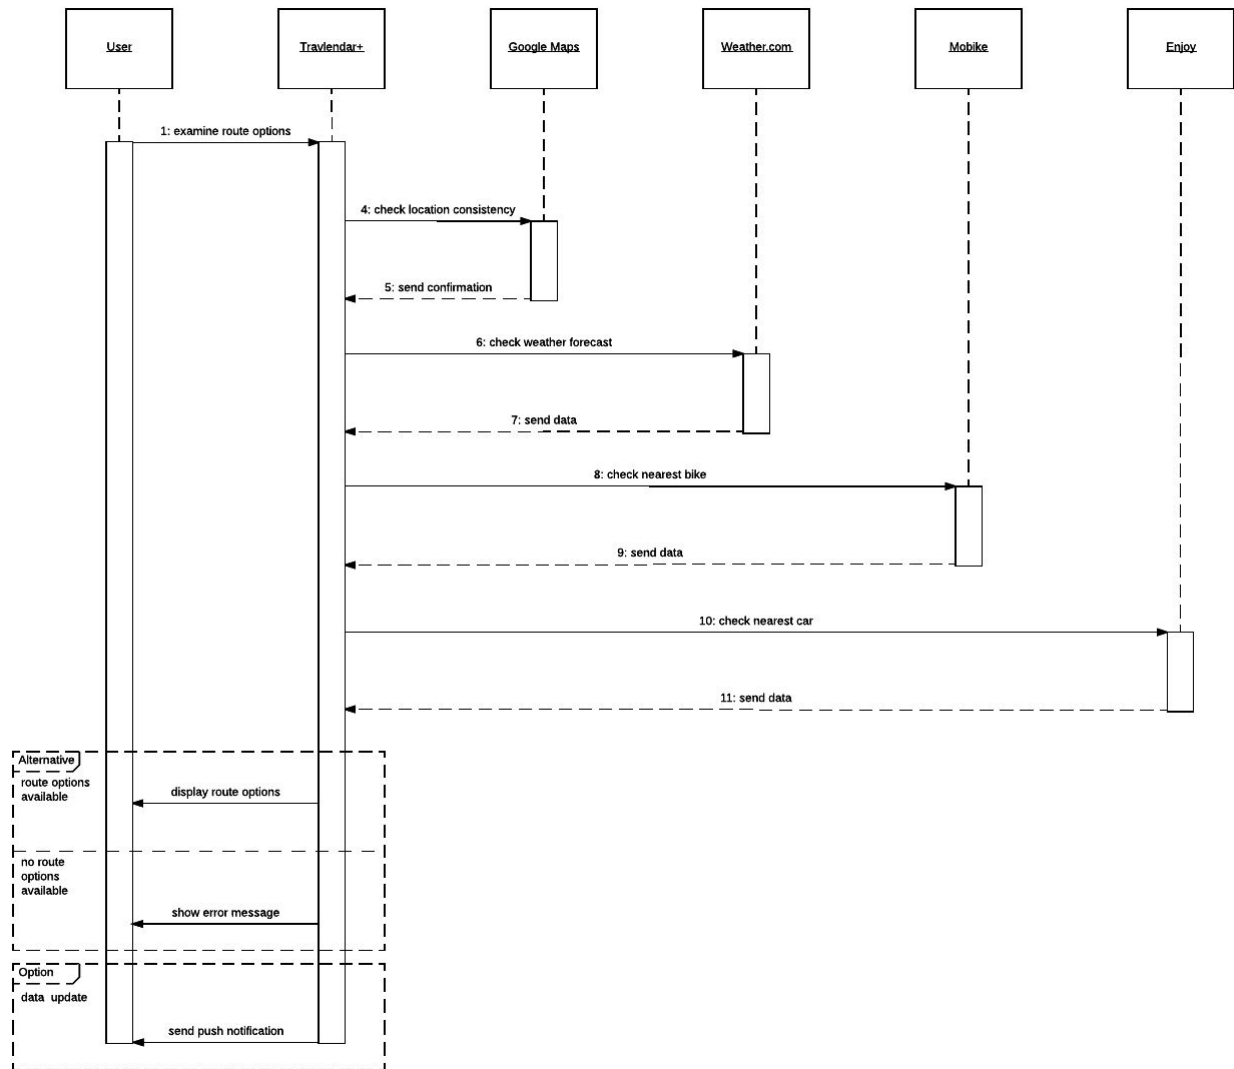 User
Travlendar+
Google Maps
Weather.com
Mobike
Enjoy
1: examine route options
4: check location consistency
5: send confirmation
6: check weather forecast
7: send data
8: check nearest bike
9: send data
10: check nearest car
11: send data
Alternative
route options
available
display route options
no route
options
available
show error message
Option
data update
send push notification